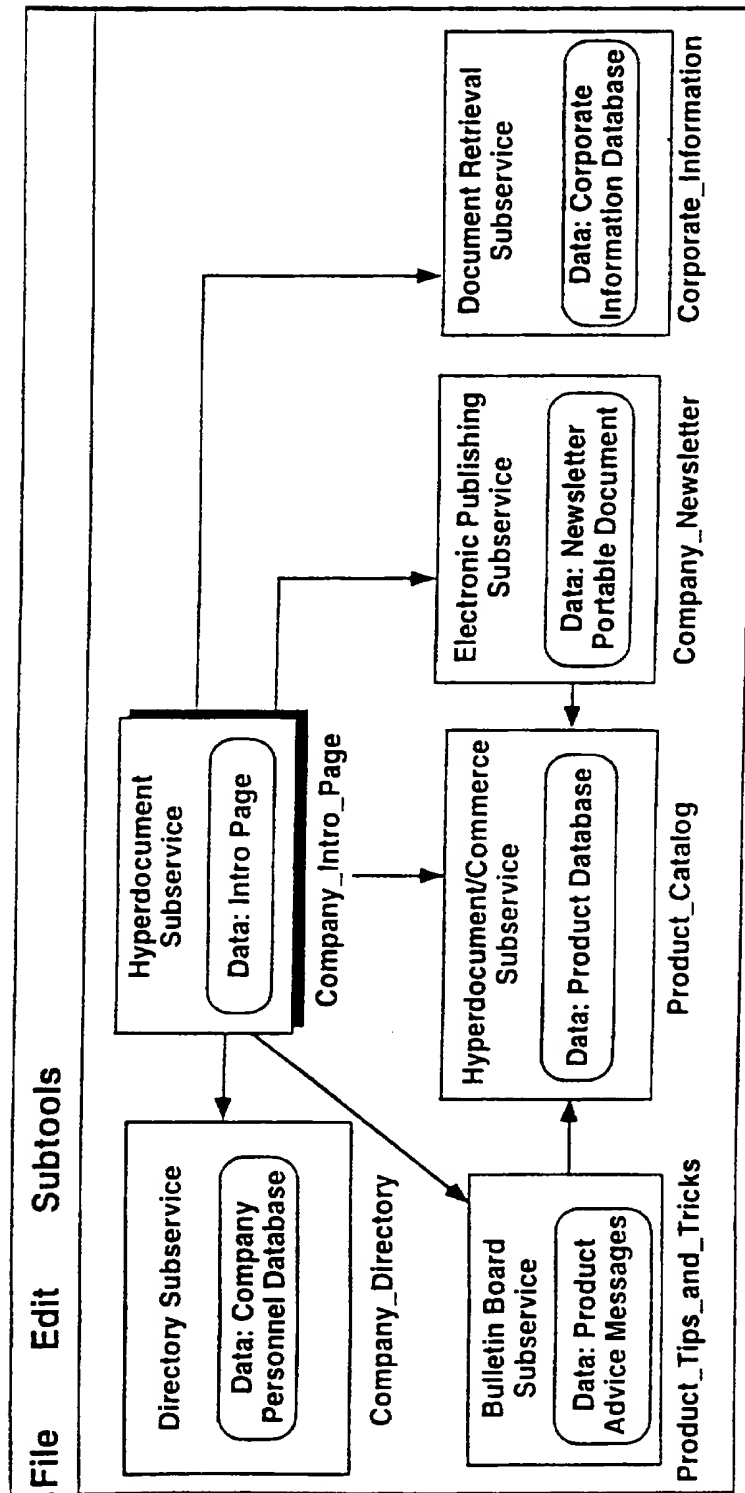 File Edit Subtools
Directory Subservice
Data: Company
Personnel Database
Company_Directory
Hyperdocument
Subservice
Data: Intro Page
Company_Intro_Page
Bulletin Board
Subservice
Data: Product
Advice Messages
Product_Tips_and_Tricks
Hyperdocument/Commerce
Subservice
Data: Product Database
Product_Catalog
Electronic Publishing
Subservice
Data: Newsletter
Portable Document
Company_Newsletter
Document Retrieval
Subservice
Data: Corporate
Information Database
Corporate_Information